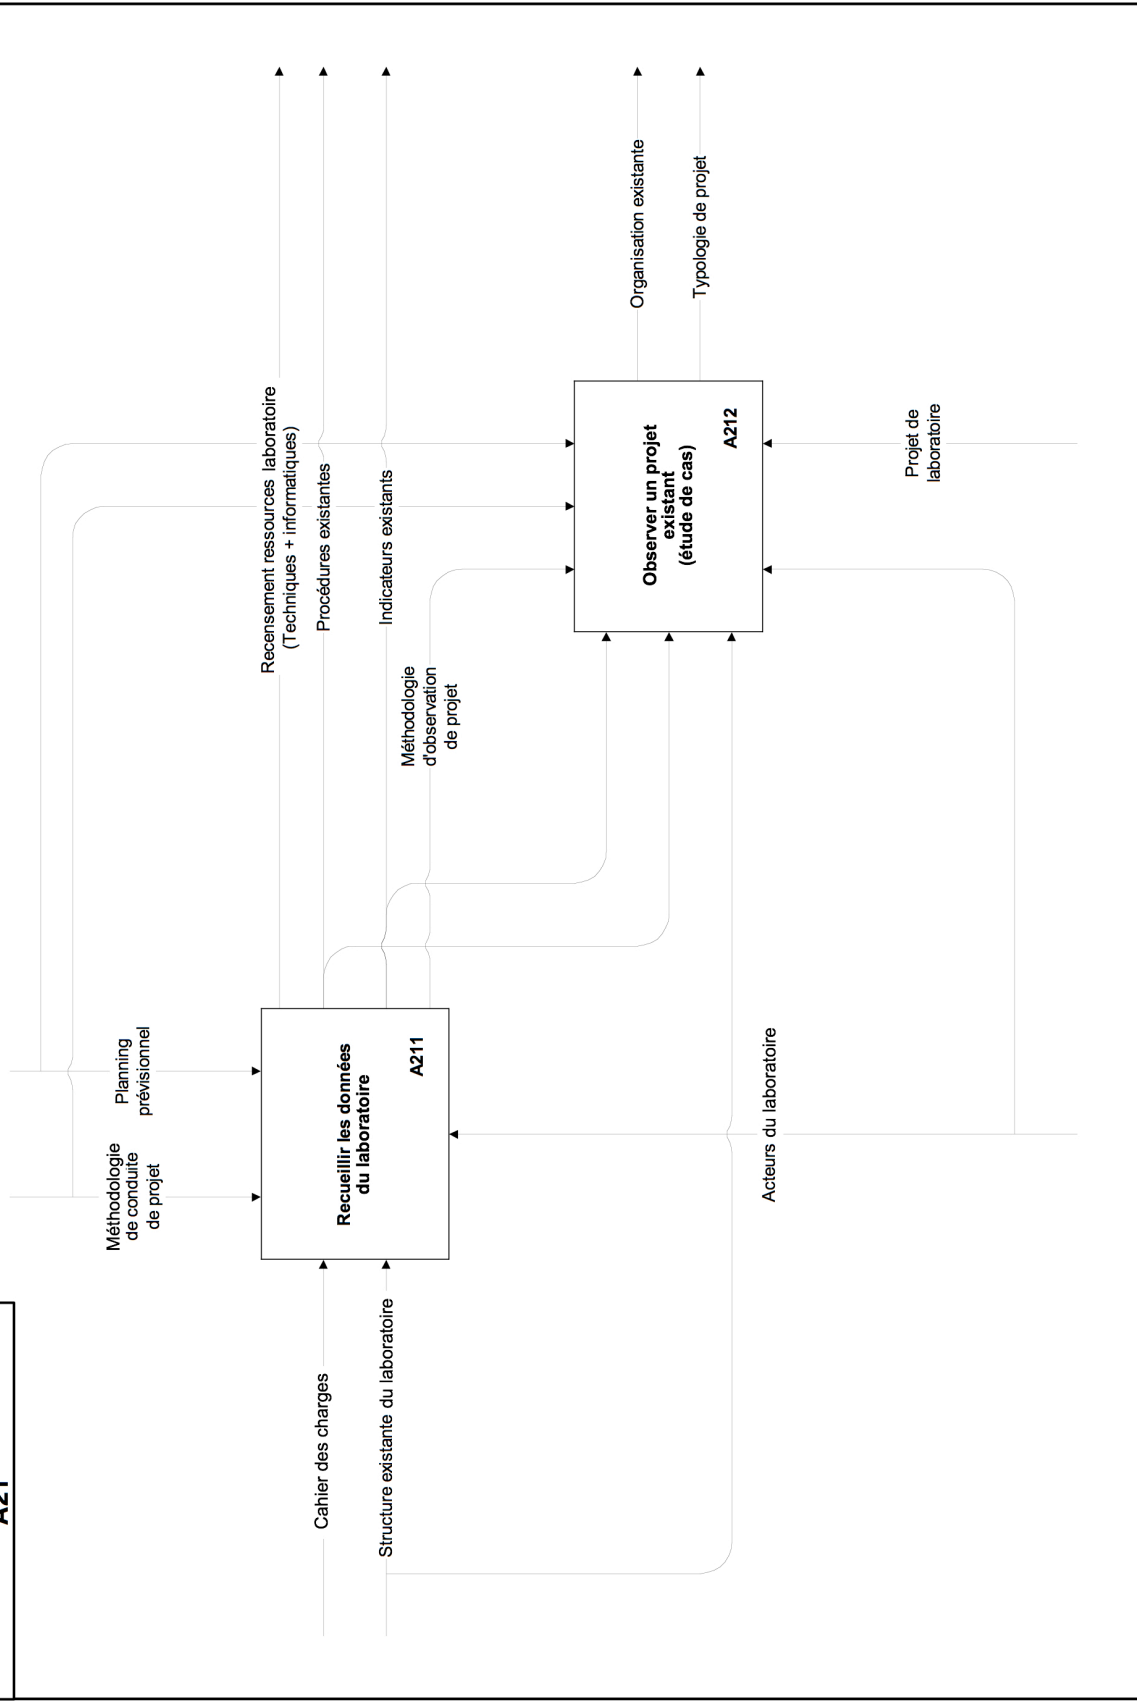 A21
Méthodologie
de conduite
de projet
Planning
prévisionnel
Cahier des charges
Structure existante du laboratoire
Recueillir les données
du laboratoire
A211
Recensement ressources laboratoire
(Techniques + informatiques)
Procédures existantes
Indicateurs existants
Méthodologie
d'observation
de projet
Observer un projet
existant
(étude de cas)
A212
Organisation existante
Typologie de projet
Acteurs du laboratoire
Projet de
laboratoire